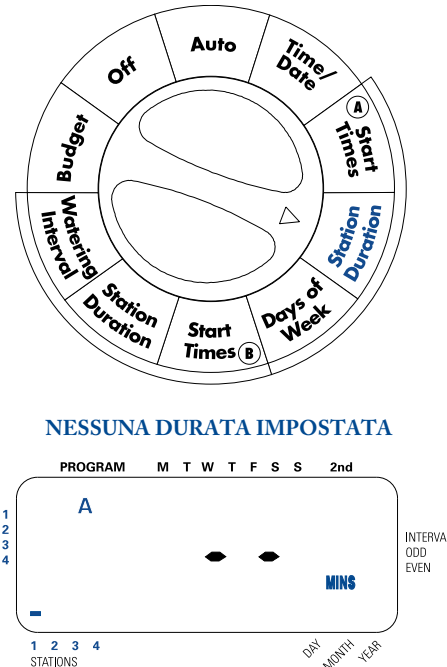 Auto
Time/
Date
A
Start
Times
Station
Duration
Days of
Week
Start
Times B
Station
Duration
Watering
Interval
Budget
Off
NESSUNA DURATA IMPOSTATA
PROGRAM M T W T F S S 2nd
A
1
2
3
4
INTERVA
ODD
EVEN
MINS
1 2 3 4
STATIONS
DAY
MONTH
YEAR